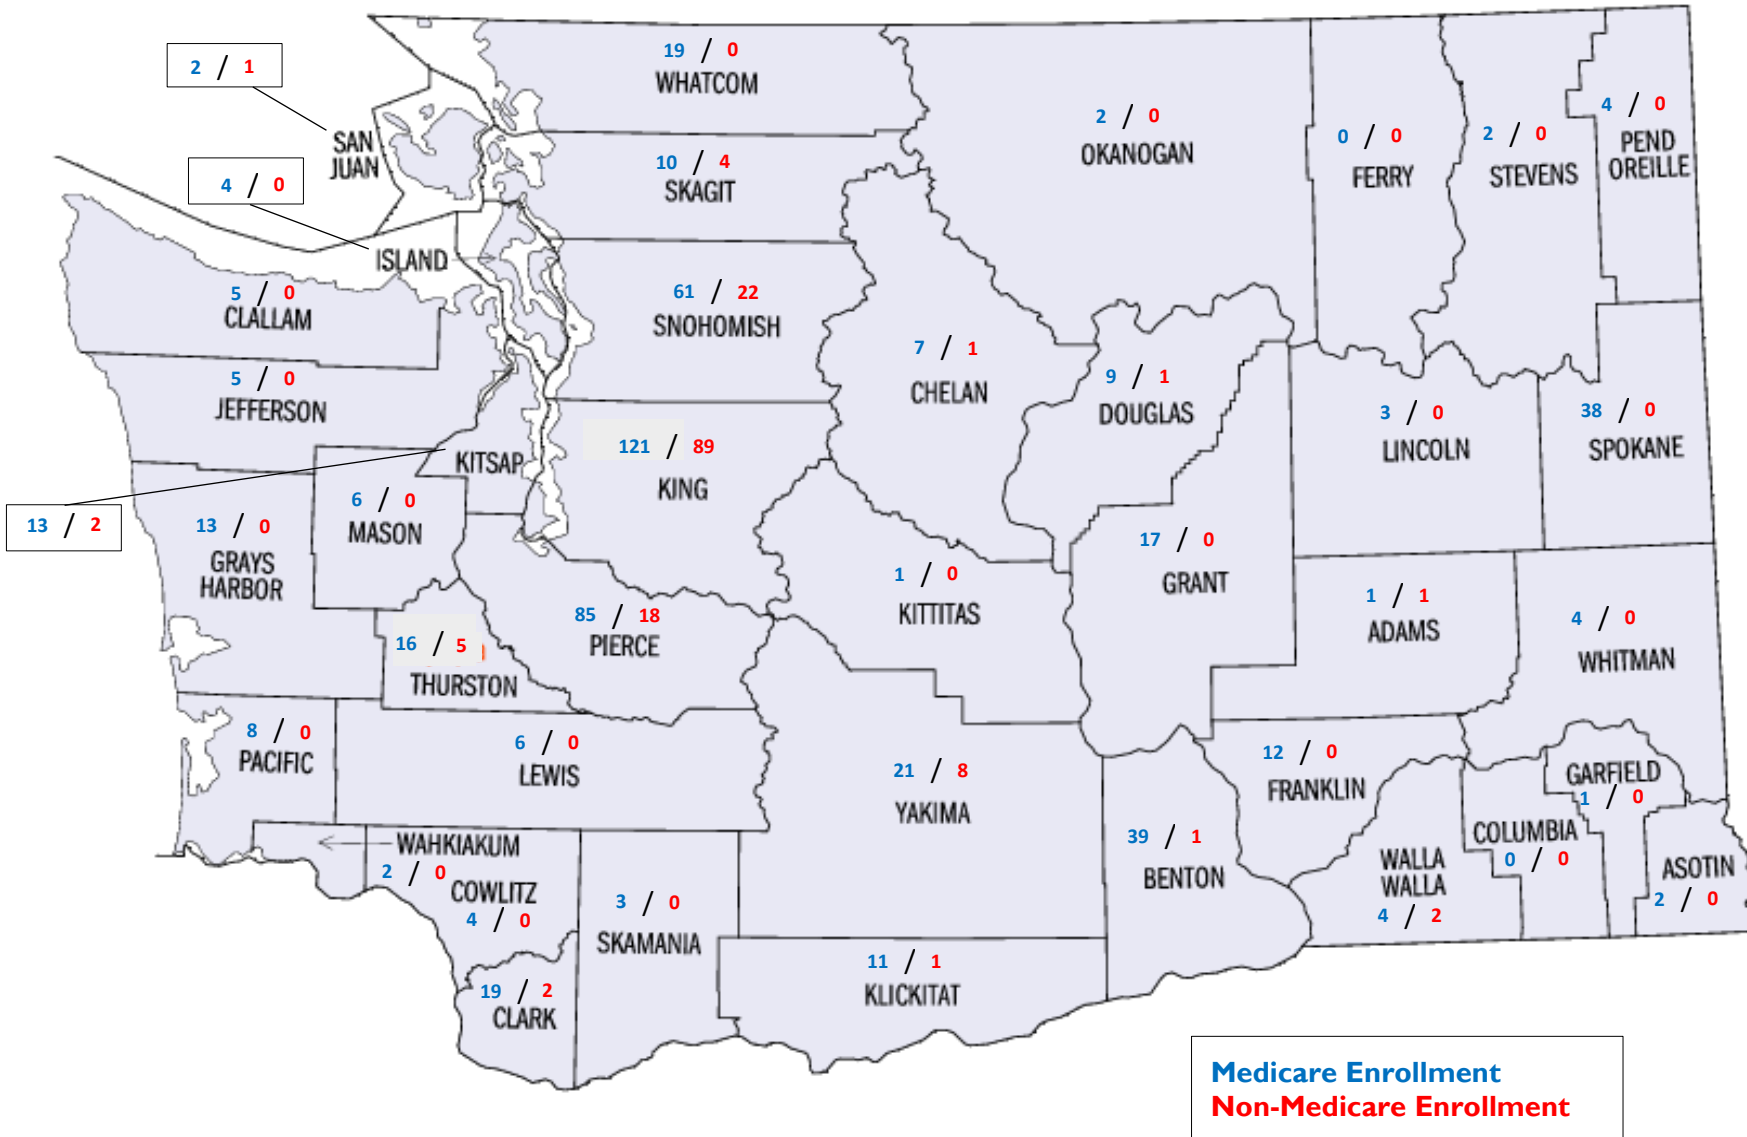 19 / 0
WHATCOM
2 / 1
SAN
JUAN
2 / 0
OKANOGAN
0 / 0
FERRY
2 / 0
STEVENS
4 / 0
PEND
OREILLE
10 / 4
SKAGIT
4 / 0
ISLAND
5 / 0
CLALLAM
61 / 22
SNOHOMISH
7 / 1
CHELAN
9 / 1
DOUGLAS
5 / 0
JEFFERSON
3 / 0
LINCOLN
38 / 0
SPOKANE
121 / 89
KING
KITSAP
13 / 2
6 / 0
MASON
13 / 0
GRAYS
HARBOR
17 / 0
GRANT
1 / 0
KITTITAS
1 / 1
ADAMS
4 / 0
WHITMAN
85 / 18
PIERCE
16 / 5
THURSTON
8 / 0
PACIFIC
6 / 0
LEWIS
21 / 8
YAKIMA
12 / 0
FRANKLIN
GARFIELD
1 / 0
39 / 1
BENTON
COLUMBIA
0 / 0
WALLA
WALLA
4 / 2
ASOTIN
2 / 0
WAHKIAKUM
2 / 0
COWLITZ
4 / 0
3 / 0
SKAMANIA
11 / 1
KLICKITAT
19 / 2
CLARK
Medicare Enrollment
Non-Medicare Enrollment